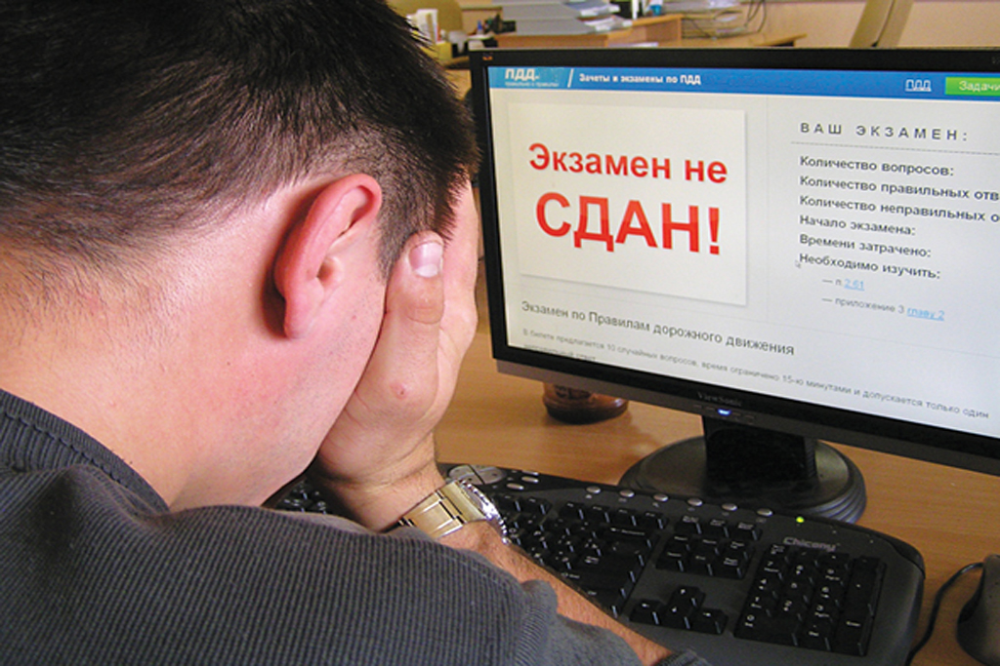 ПДД
Зачеты и экзамены по ПДД
ПДД
Задачи
Экзамен не
СДАН!
ВАШ ЭКЗАМЕН:
Количество вопросов:
Количество правильных отв
Количество неправильных о
Начало экзамена:
Времени затрачено:
Необходимо изучить:
— п.2.61
— приложение 3 главу 2
Экзамен по Правилам дорожного движения
В билете предлагается 10 случайных вопросов, время ограничено 15-ю минутами и допускается только один
ответ
ViewSonic
Chicony